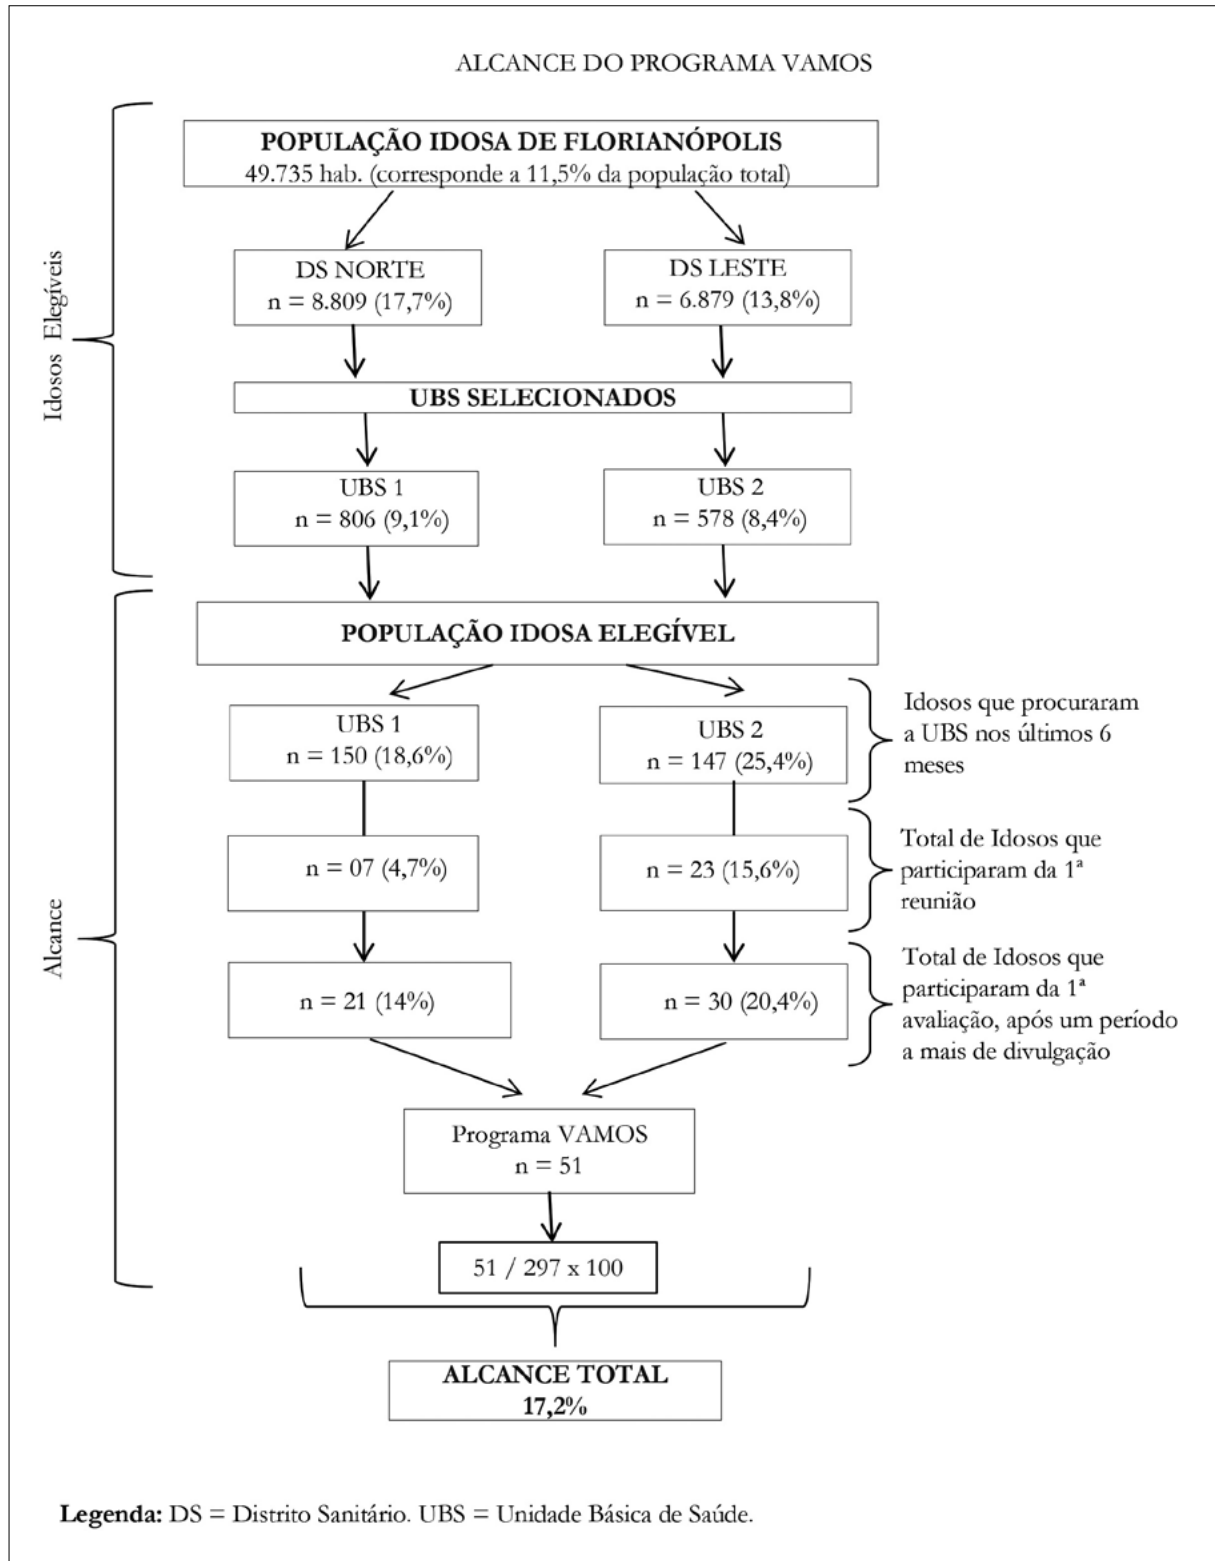 ALCANCE DO PROGRAMA VAMOS
Idosos Elegíveis
POPULAÇÃO IDOSA DE FLORIANÓPOLIS
49.735 hab. (corresponde a 11,5% da população total)
DS NORTE
n = 8.809 (17,7%)
DS LESTE
n = 6.879 (13,8%)
UBS SELECIONADOS
UBS 1
n = 806 (9,1%)
UBS 2
n = 578 (8,4%)
Alcance
POPULAÇÃO IDOSA ELEGÍVEL
UBS 1
n = 150 (18,6%)
UBS 2
n = 147 (25,4%)
Idosos que procuraram
a UBS nos últimos 6
meses
n = 07 (4,7%)
n = 23 (15,6%)
Total de Idosos que
participaram da 1ª
reunião
n = 21 (14%)
n = 30 (20,4%)
Total de Idosos que
participaram da 1ª
avaliação, após um período
a mais de divulgação
Programa VAMOS
n = 51
51 / 297 x 100
ALCANCE TOTAL
17,2%
Legenda: DS = Distrito Sanitário. UBS = Unidade Básica de Saúde.